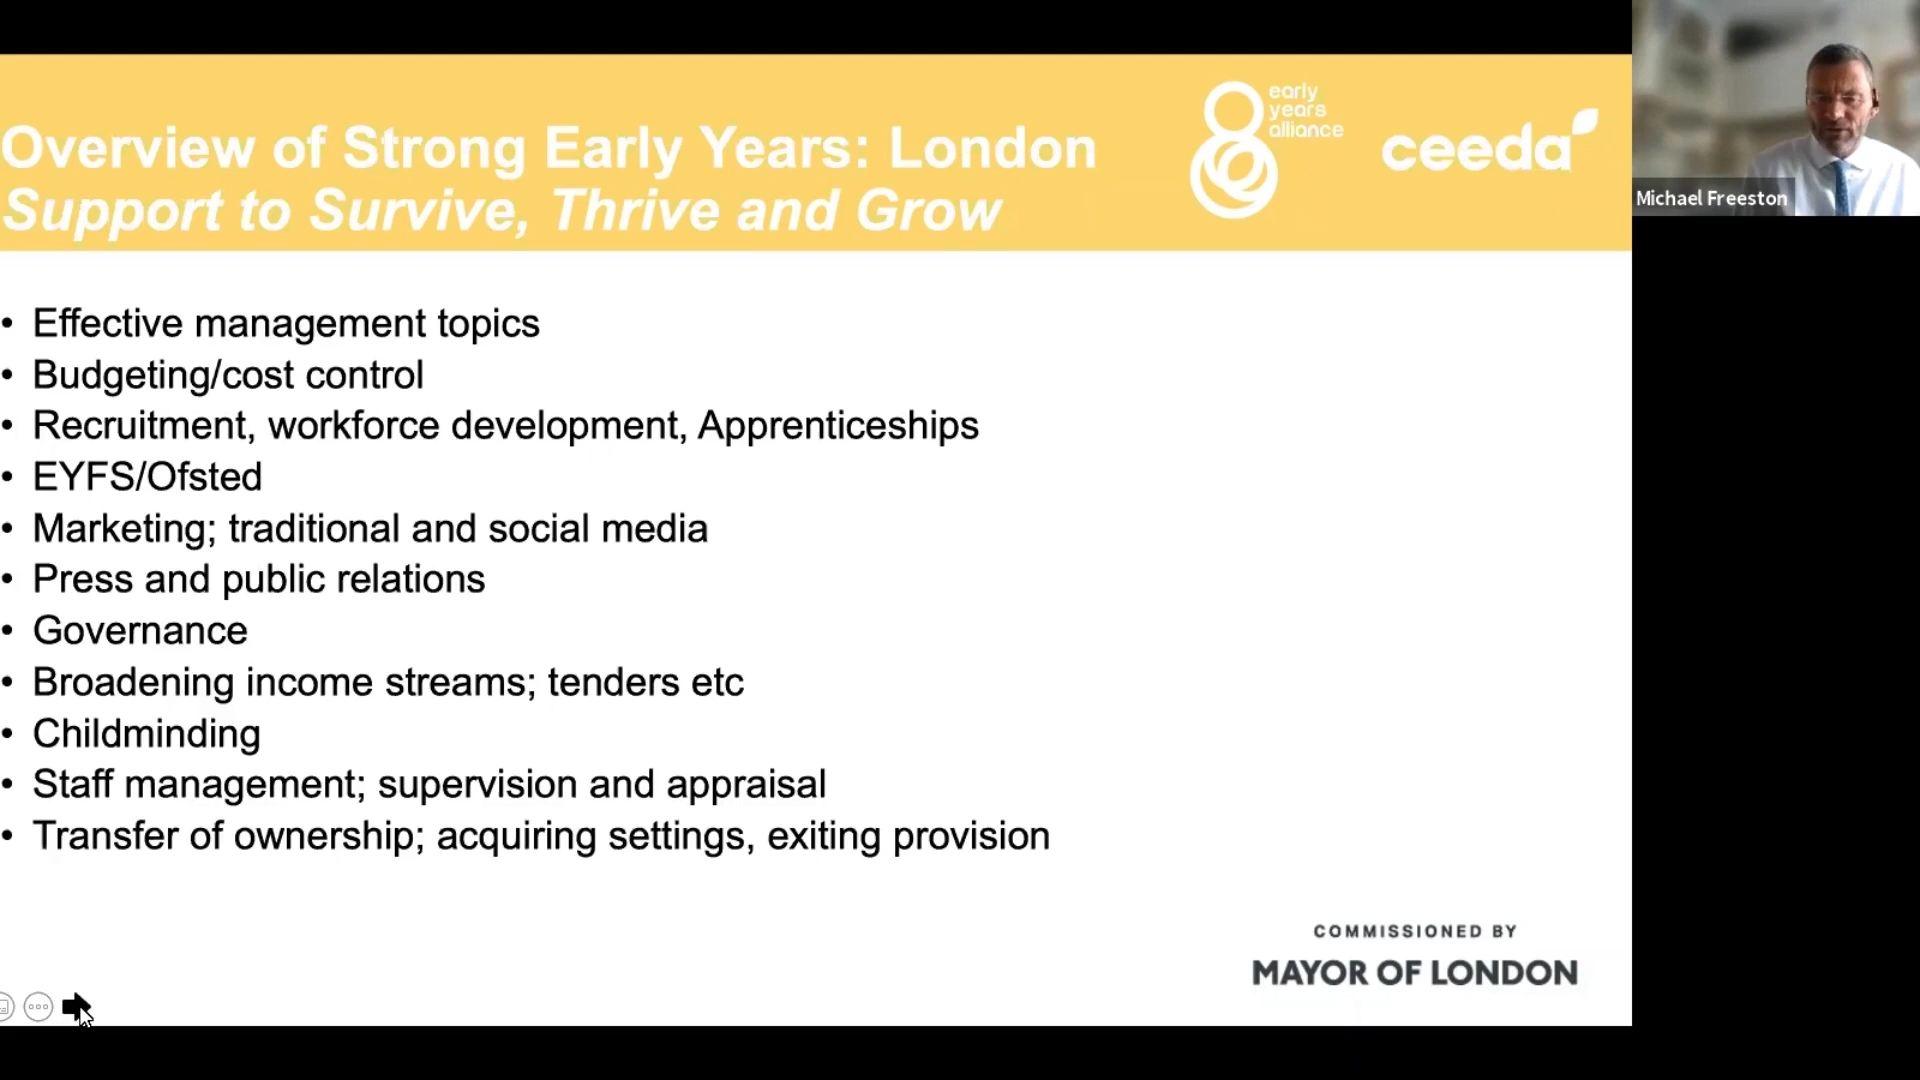 Overview of Strong Early Years: London
Support to Survive, Thrive and Grow
early
years
alliance
ceeda
Michael Freeston
• Effective management topics
• Budgeting/cost control
• Recruitment, workforce development, Apprenticeships
• EYFS/Ofsted
• Marketing; traditional and social media
• Press and public relations
• Governance
• Broadening income streams; tenders etc
• Childminding
• Staff management; supervision and appraisal
• Transfer of ownership; acquiring settings, exiting provision
COMMISSIONED BY
MAYOR OF LONDON